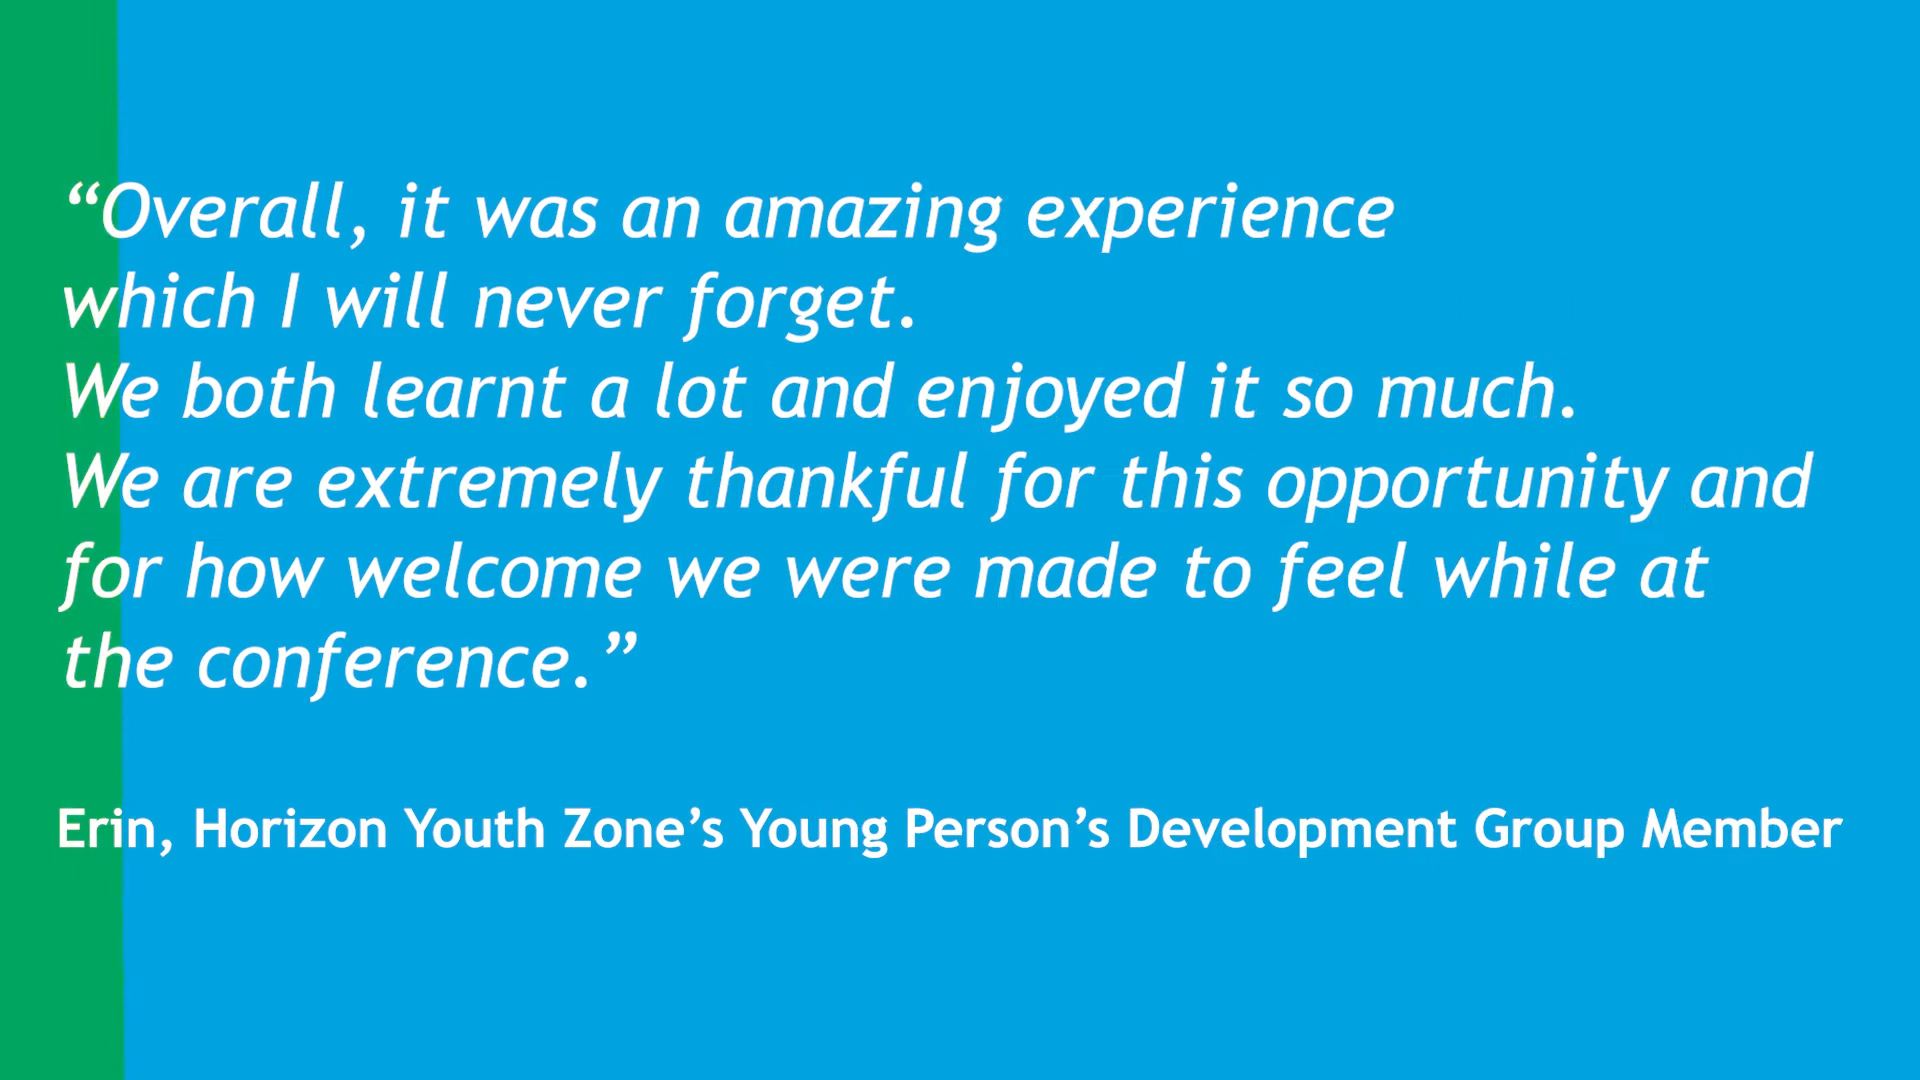 “Overall, it was an amazing experience
which I will never forget.
We both learnt a lot and enjoyed it so much.
We are extremely thankful for this opportunity and
for how welcome we were made to feel while at
the conference.”
Erin, Horizon Youth Zone’s Young Person’s Development Group Member